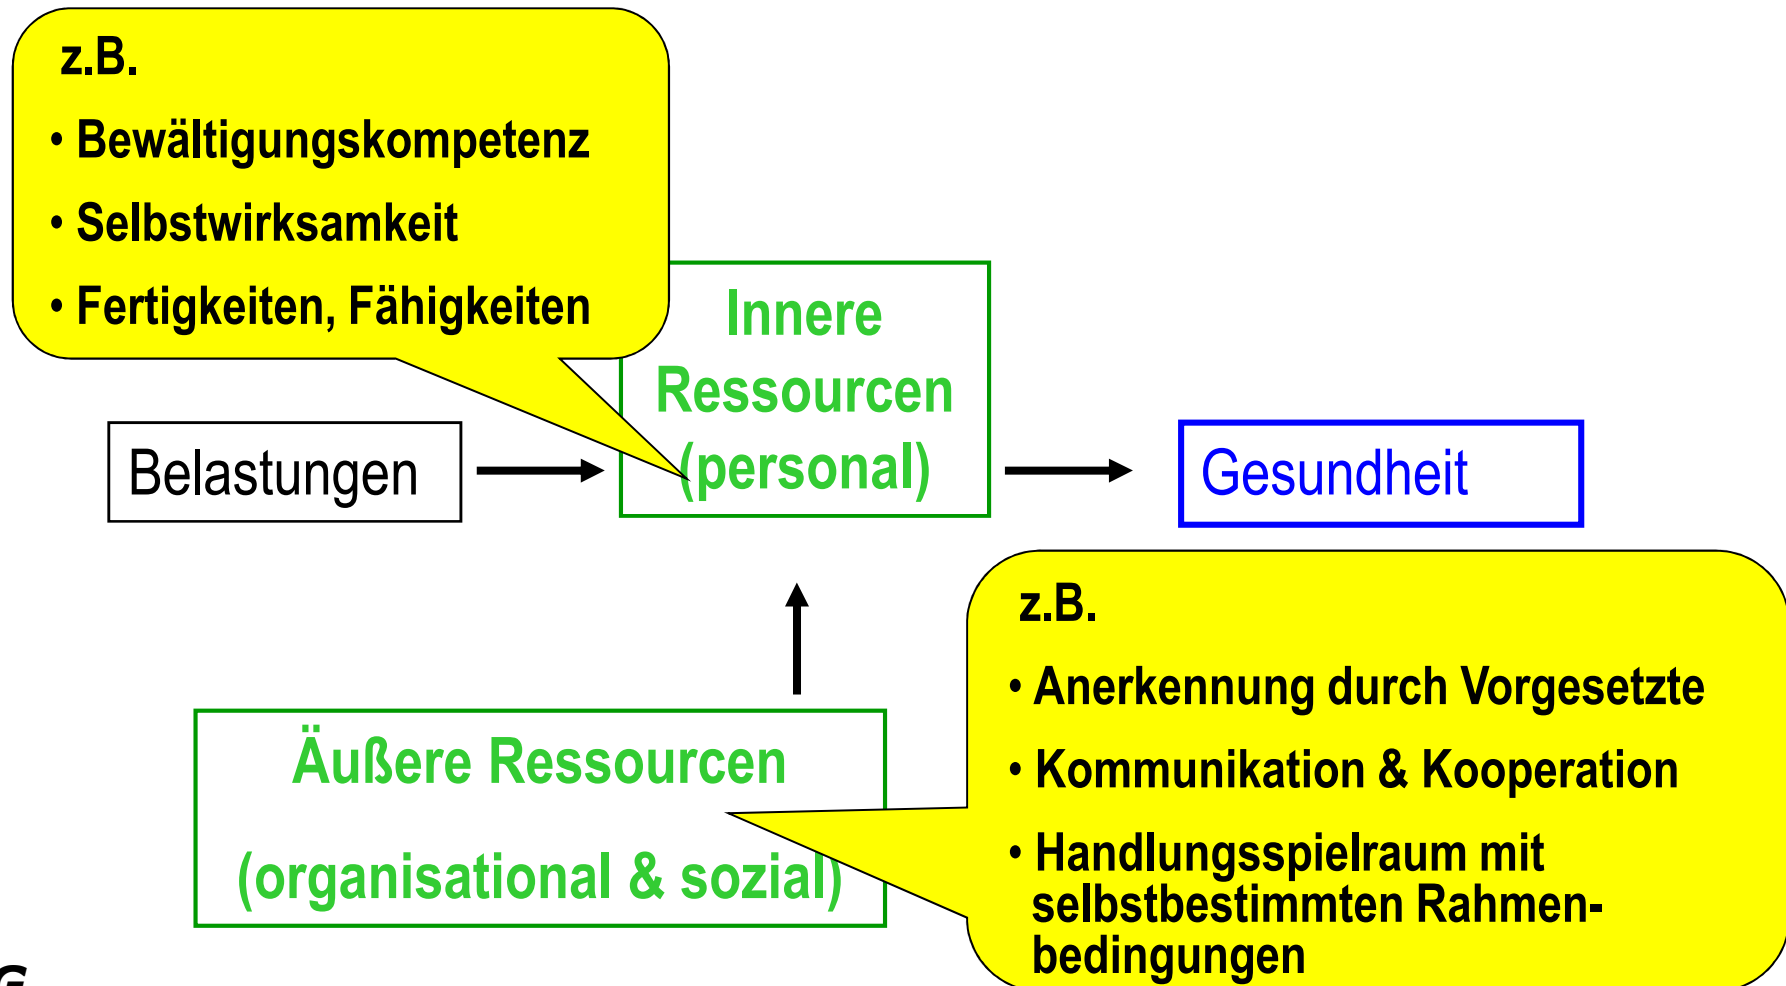 z.B.
• Bewältigungskompetenz
• Selbstwirksamkeit
• Fertigkeiten, Fähigkeiten
Innere
Ressourcen
(personal)
Belastungen
Gesundheit
Äußere Ressourcen
(organisational & sozial)
z.B.
• Anerkennung durch Vorgesetzte
• Kommunikation & Kooperation
• Handlungsspielraum mit
selbstbestimmten Rahmen-
bedingungen
G